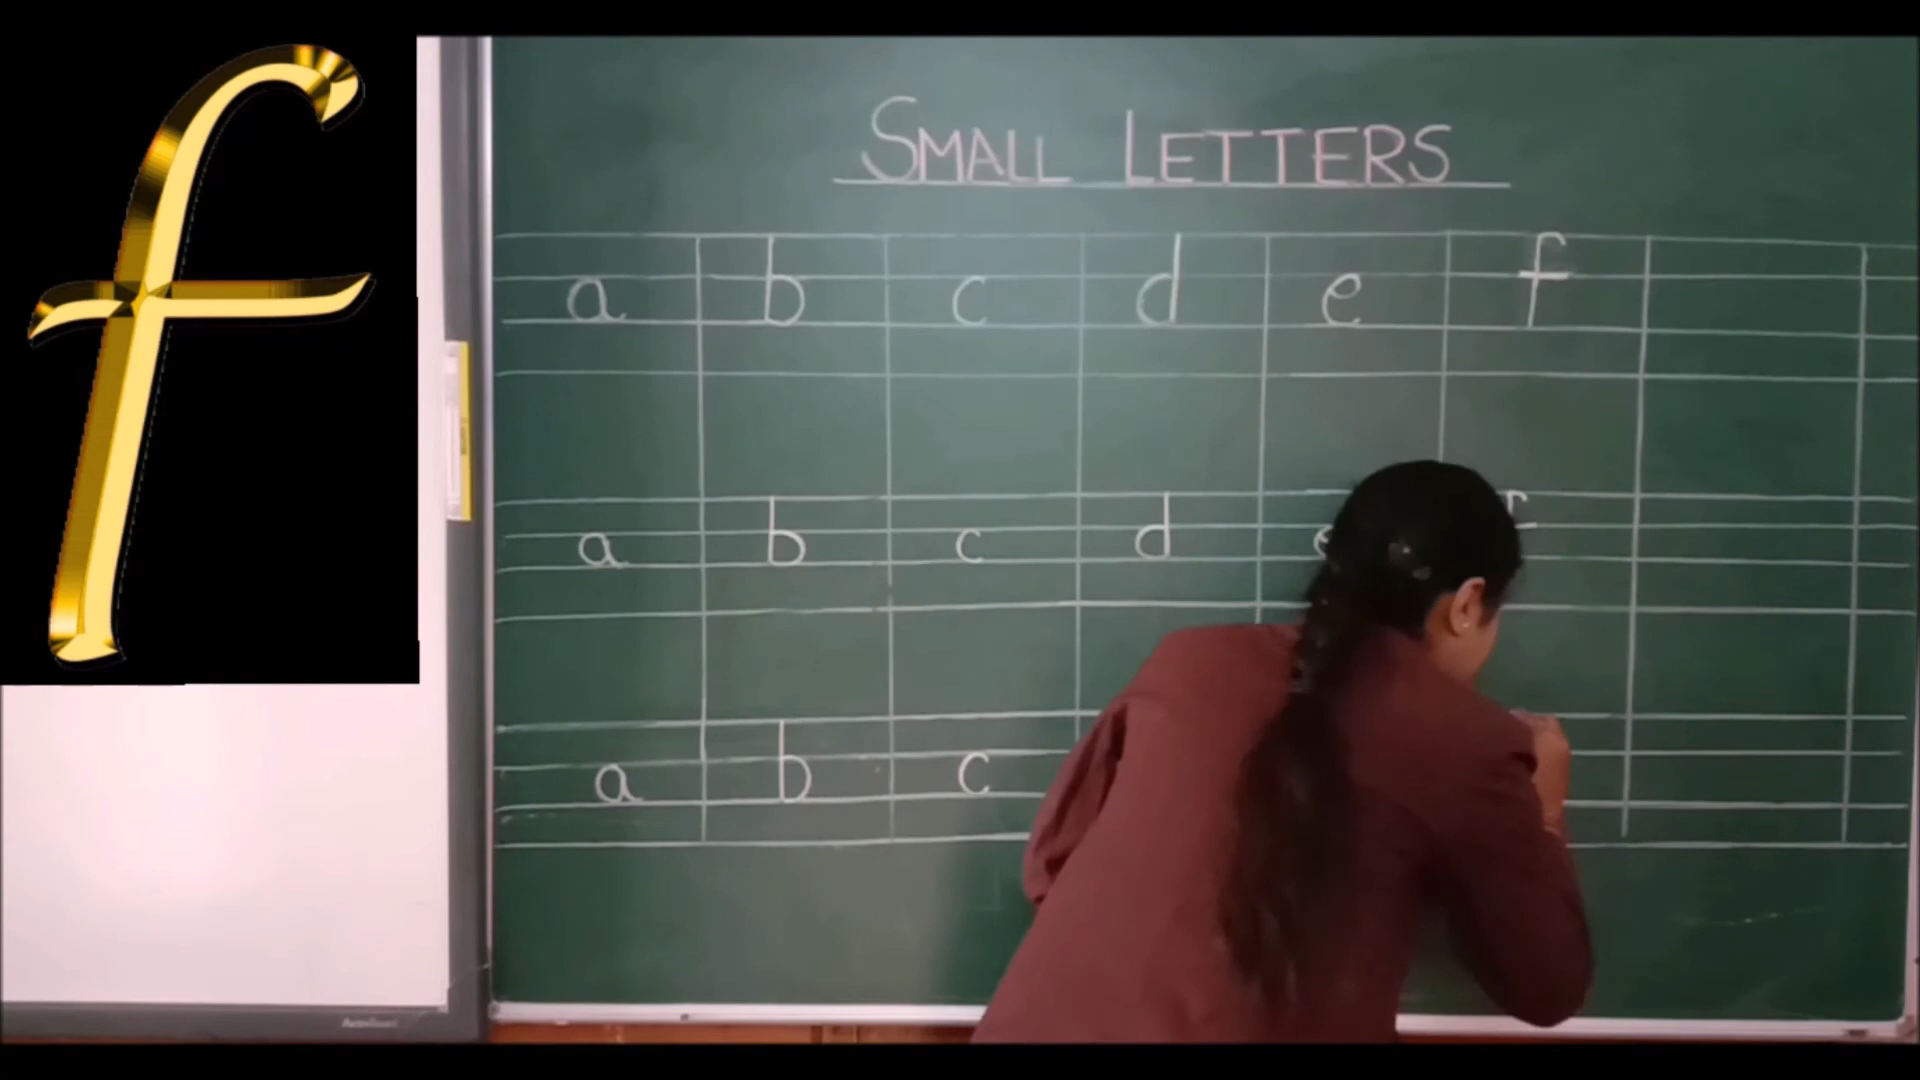 f
SMALL LETTERS
a b c d e f
a b c d
a b c